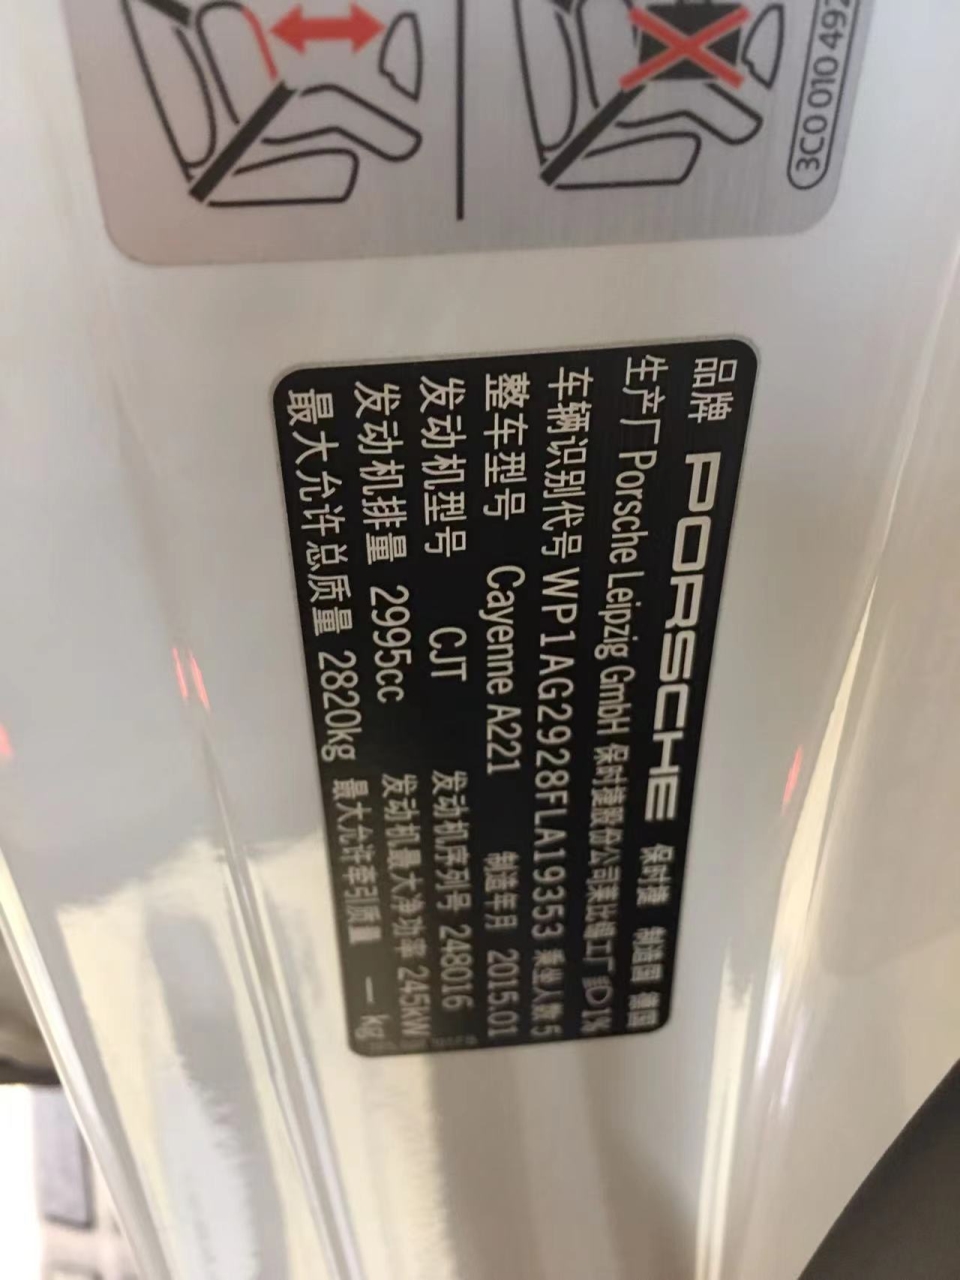 3C0 010 492
品牌 PORSCHE 保时捷 制造国 德国
生产厂 Porsche Leipzig GmbH 保时捷股份公司莱比锡工厂 1%
车辆识别代号 WP1AG2928FLA19353 乘坐人数 5
整车型号 Cayenne A221 制造年月 2015.01
发动机型号 CJT 发动机序列号 248016
发动机排量 2995cc 发动机最大净功率 245kW
最大允许总质量 2820kg 最大允许牵引质量 — kg